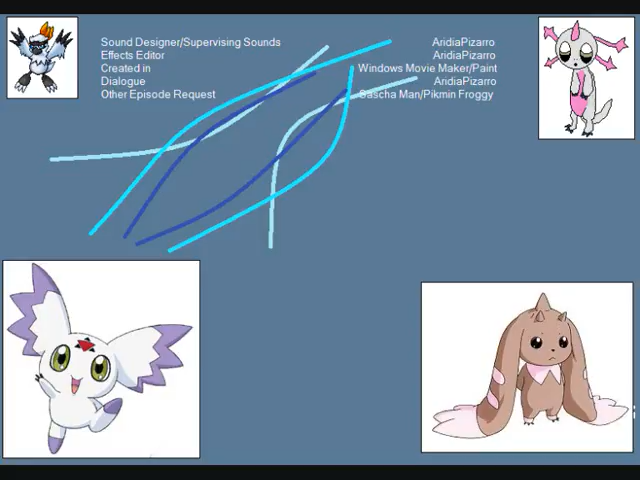 Sound Designer/Supervising Sounds AridiaPizarro
Effects Editor AridiaPizarro
Created in Windows Movie Maker/Paint
Dialogue AridiaPizarro
Other Episode Request Sascha Man/Pikmin Froggy